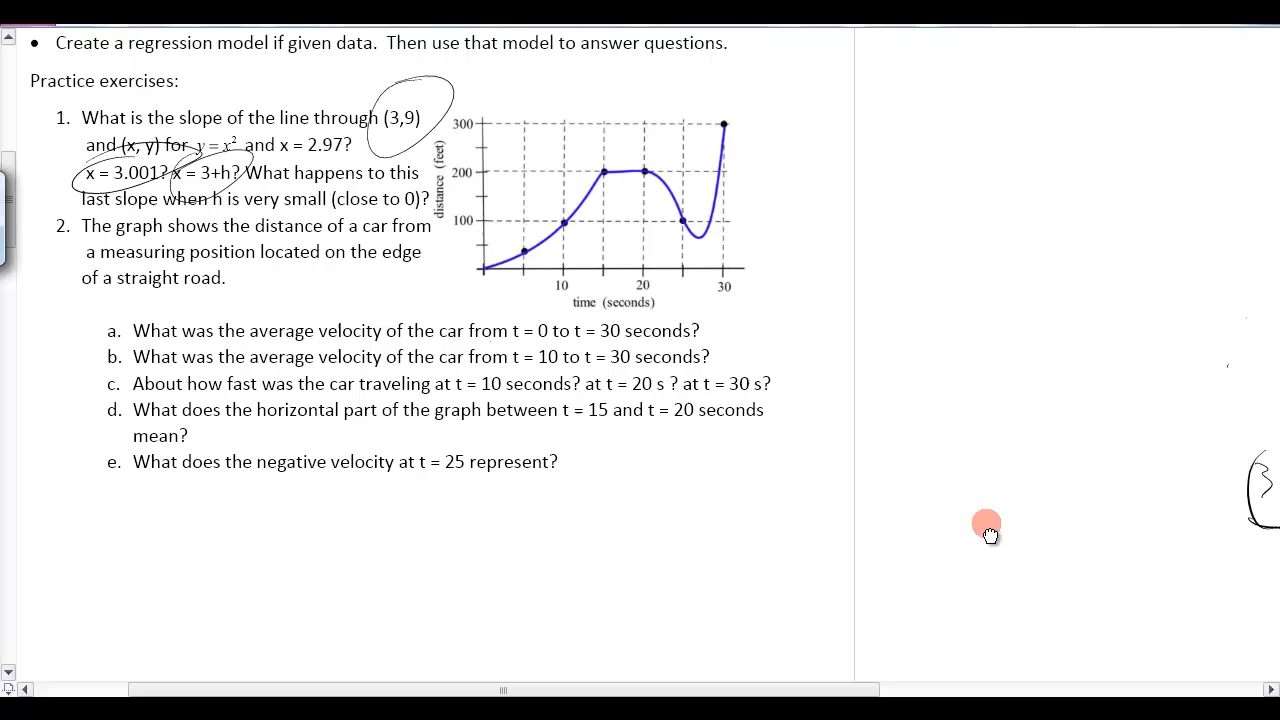 • Create a regression model if given data. Then use that model to answer questions.
Practice exercises:
1. What is the slope of the line through (3,9)
and (x, y) for y = x² and x = 2.97?
x = 3.001? x = 3+h? What happens to this
last slope when h is very small (close to 0)?
2. The graph shows the distance of a car from
a measuring position located on the edge
of a straight road.
300
200
100
distance (feet)
10 20 30
time (seconds)
a. What was the average velocity of the car from t = 0 to t = 30 seconds?
b. What was the average velocity of the car from t = 10 to t = 30 seconds?
c. About how fast was the car traveling at t = 10 seconds? at t = 20 s ? at t = 30 s?
d. What does the horizontal part of the graph between t = 15 and t = 20 seconds
mean?
e. What does the negative velocity at t = 25 represent?
3